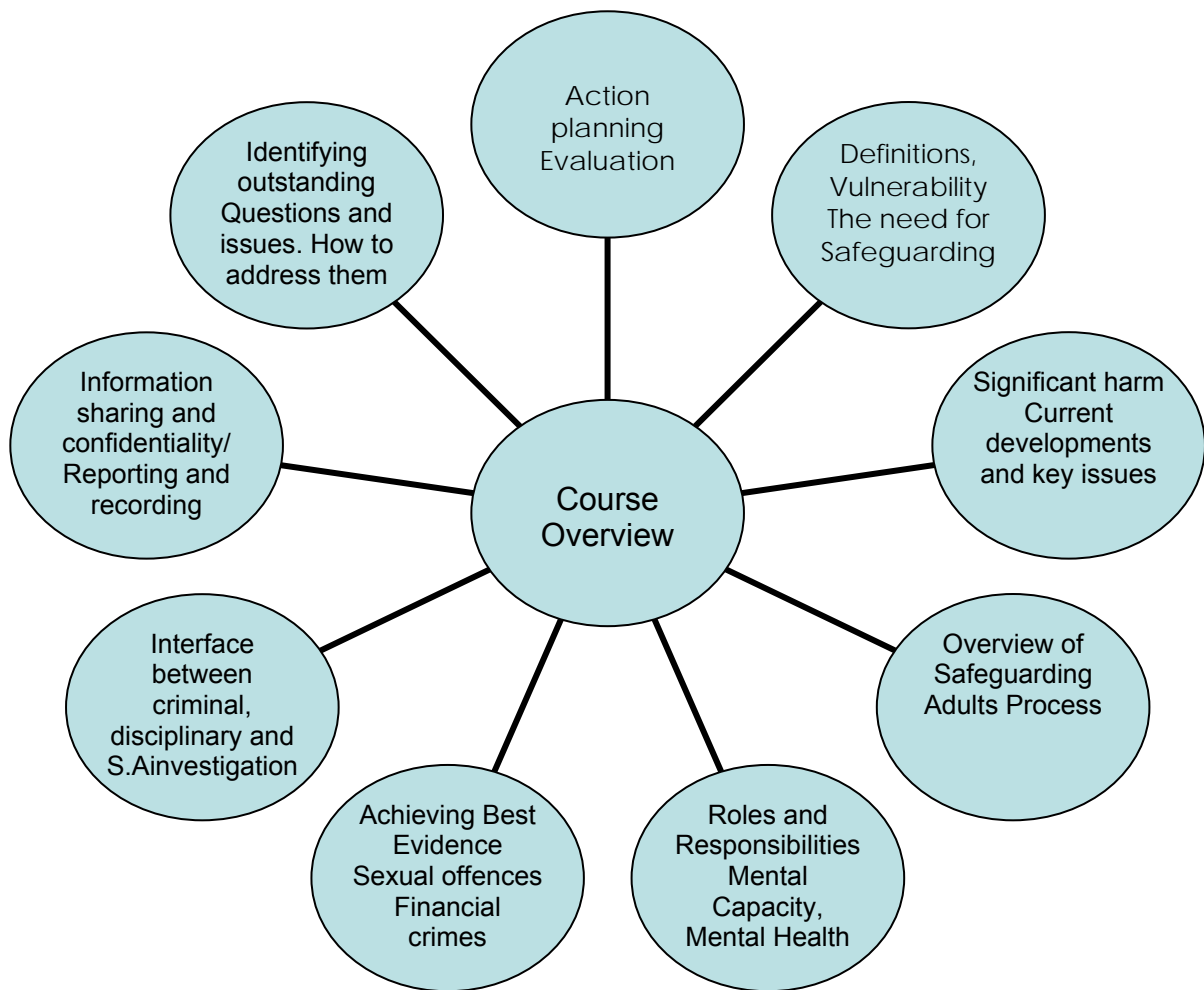 Action
planning
Evaluation
Definitions,
Vulnerability
The need for
Safeguarding
Significant harm
Current
developments
and key issues
Overview of
Safeguarding
Adults Process
Roles and
Responsibilities
Mental
Capacity,
Mental Health
Achieving Best
Evidence
Sexual offences
Financial
crimes
Interface
between
criminal,
disciplinary and
S.Ainvestigation
Information
sharing and
confidentiality/
Reporting and
recording
Identifying
outstanding
Questions and
issues. How to
address them
Course
Overview